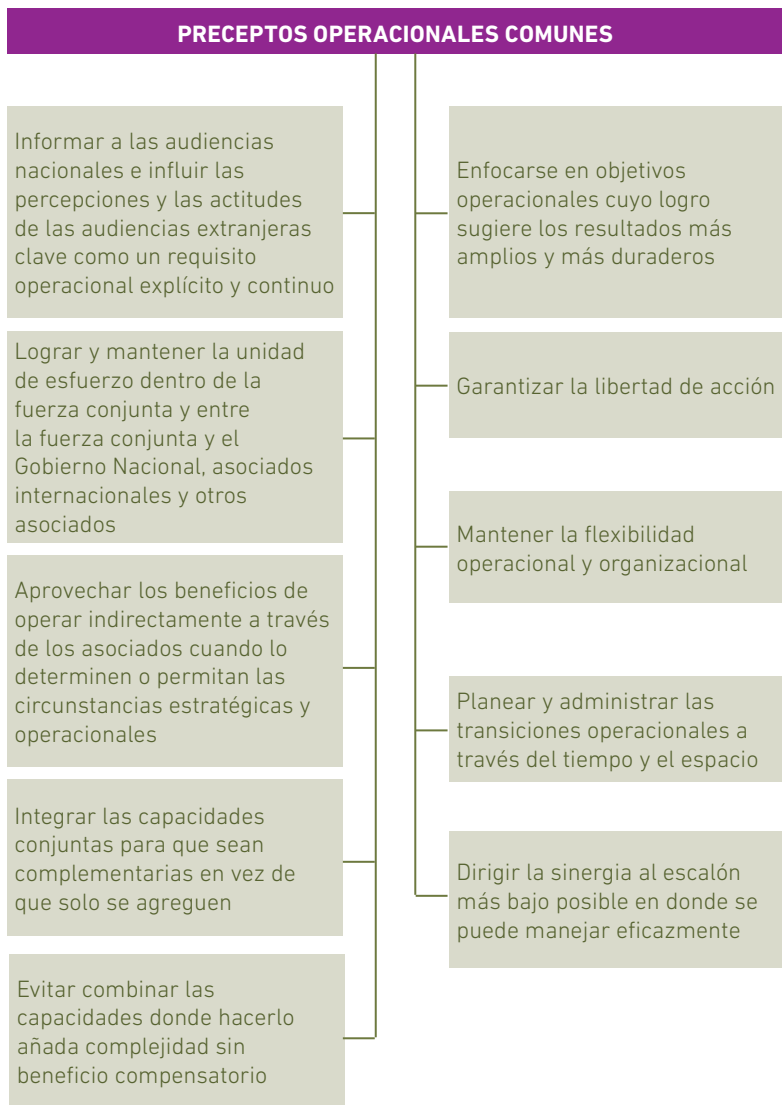 PRECEPTOS OPERACIONALES COMUNES
Informar a las audiencias
nacionales e influir las
percepciones y las actitudes
de las audiencias extranjeras
clave como un requisito
operacional explícito y continuo
Lograr y mantener la unidad
de esfuerzo dentro de la
fuerza conjunta y entre
la fuerza conjunta y el
Gobierno Nacional, asociados
internacionales y otros
asociados
Aprovechar los beneficios de
operar indirectamente a través
de los asociados cuando lo
determinen o permitan las
circunstancias estratégicas y
operacionales
Integrar las capacidades
conjuntas para que sean
complementarias en vez de
que solo se agreguen
Evitar combinar las
capacidades donde hacerlo
añada complejidad sin
beneficio compensatorio
Enfocarse en objetivos
operacionales cuyo logro
sugiere los resultados más
amplios y más duraderos
Garantizar la libertad de acción
Mantener la flexibilidad
operacional y organizacional
Planear y administrar las
transiciones operacionales a
través del tiempo y el espacio
Dirigir la sinergia al escalón
más bajo posible en donde se
puede manejar eficazmente